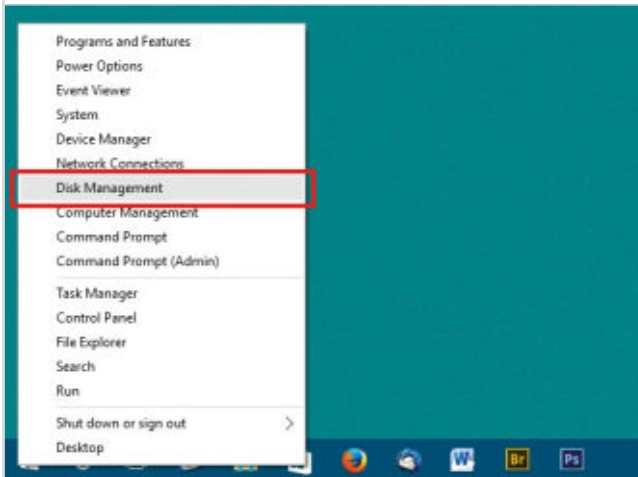 Programs and Features
Power Options
Event Viewer
System
Device Manager
Network Connections
Disk Management
Computer Management
Command Prompt
Command Prompt (Admin)
Task Manager
Control Panel
File Explorer
Search
Run
Shut down or sign out
Desktop
W
Br
Ps